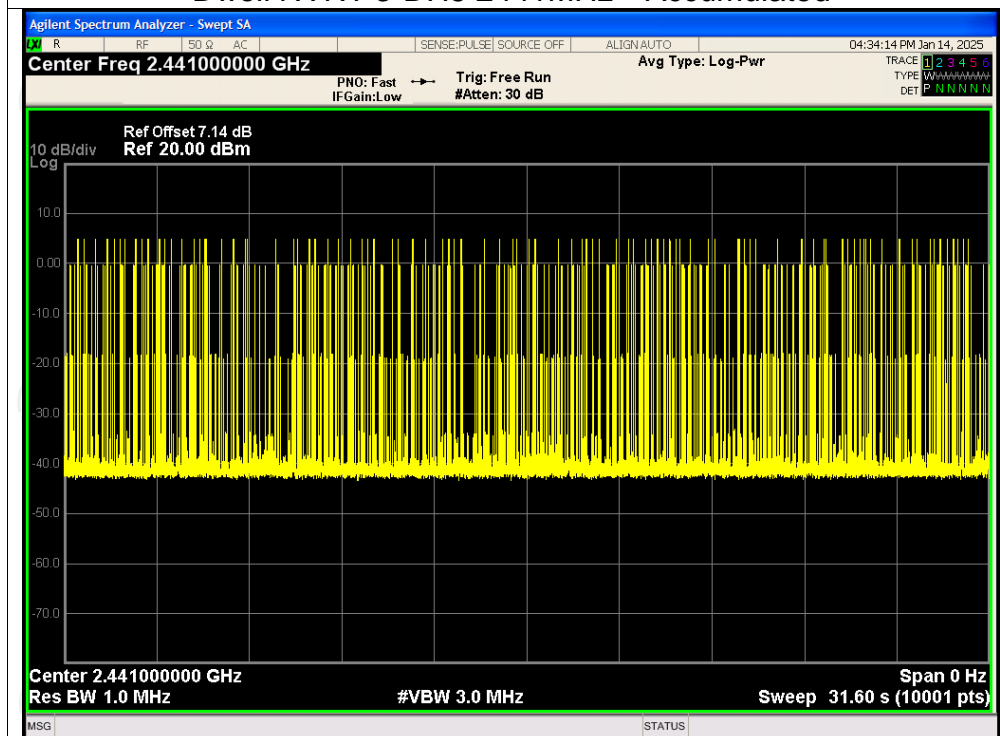 Agilent Spectrum Analyzer - Swept SA
LXI R RF 50 Ω AC SENSE:PULSE SOURCE OFF ALIGN AUTO 04:34:14 PM Jan 14, 2025
Center Freq 2.441000000 GHz Avg Type: Log-Pwr TRACE 1 2 3 4 5 6
PNO: Fast Trig: Free Run TYPE W
IFGain:Low #Atten: 30 dB DET P N N N N N
Ref Offset 7.14 dB
10 dB/div Ref 20.00 dBm
Log
10.0
0.00
-10.0
-20.0
-30.0
-40.0
-50.0
-60.0
-70.0
Center 2.441000000 GHz Span 0 Hz
Res BW 1.0 MHz #VBW 3.0 MHz Sweep 31.60 s (10001 pts)
MSG STATUS